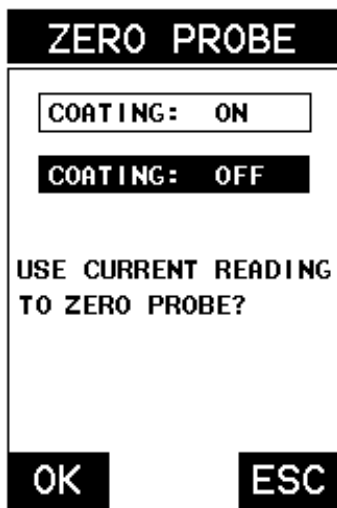 ZERO PROBE
COATING: ON
COATING: OFF
USE CURRENT READING
TO ZERO PROBE?
OK ESC